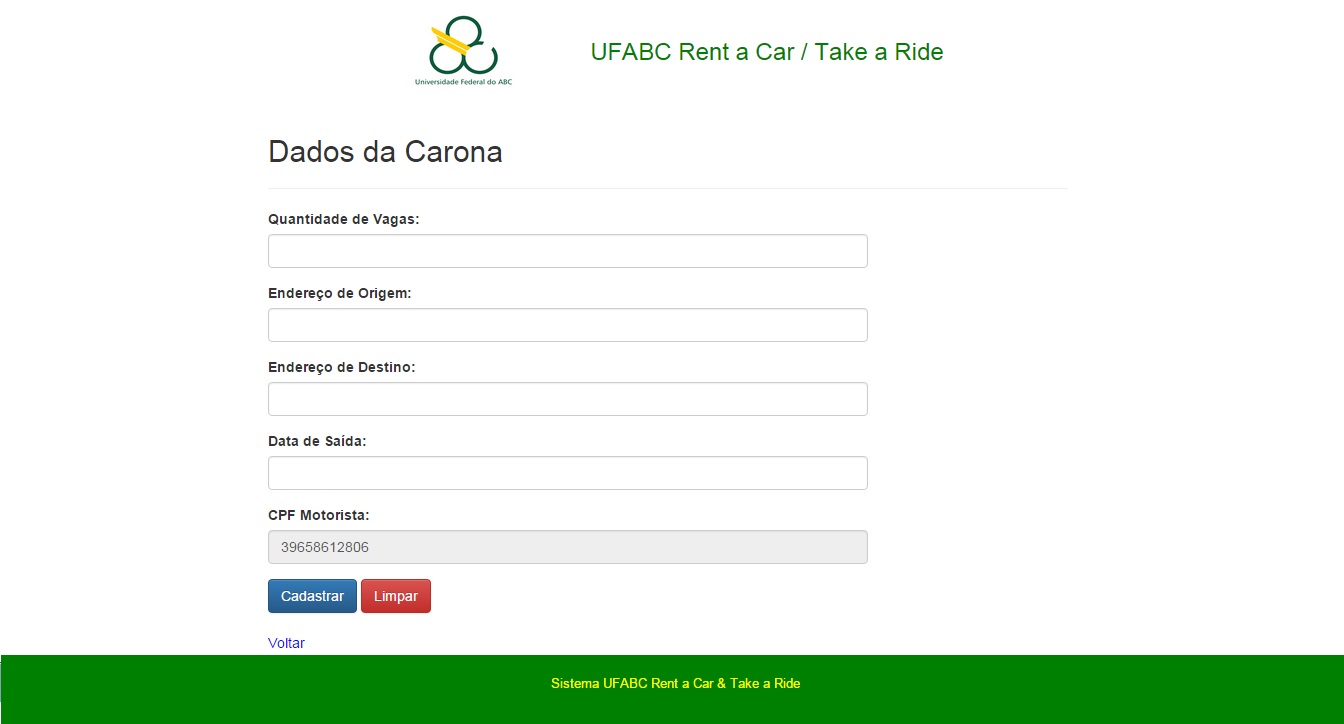 Universidade Federal do ABC
UFABC Rent a Car / Take a Ride
Dados da Carona
Quantidade de Vagas:
Endereço de Origem:
Endereço de Destino:
Data de Saída:
CPF Motorista:
39658612806
Cadastrar Limpar
Voltar
Sistema UFABC Rent a Car & Take a Ride